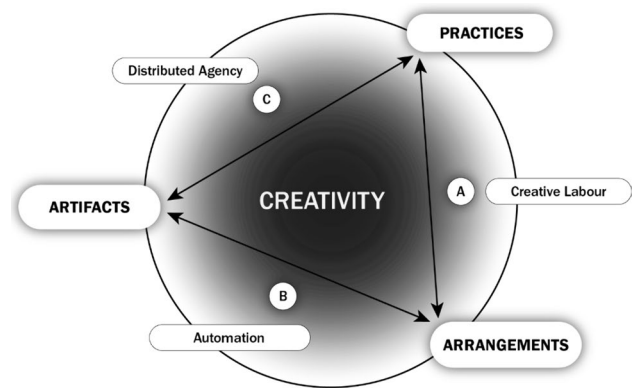 PRACTICES
Distributed Agency
C
A
Creative Labour
CREATIVITY
ARTIFACTS
B
Automation
ARRANGEMENTS